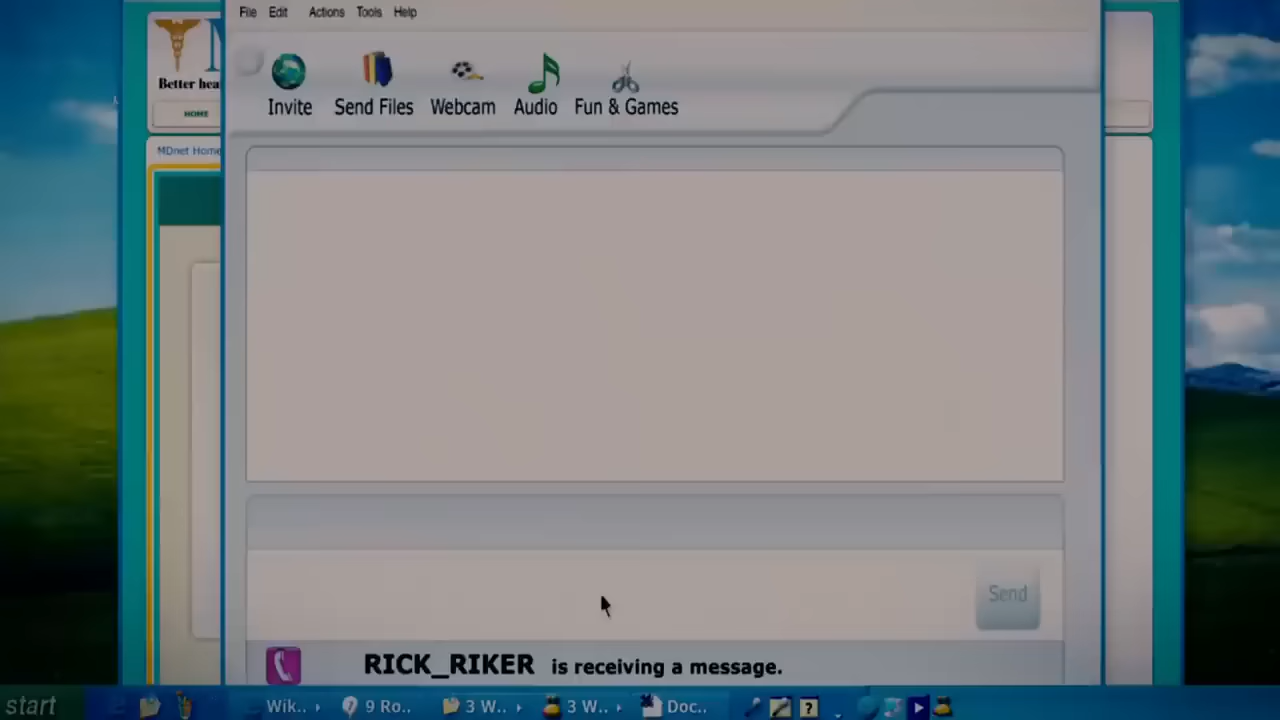 File Edit Actions Tools Help
Better hea
Invite Send Files Webcam Audio Fun & Games
HOME
MDnet Home
Send
RICK_RIKER is receiving a message.
start Wik.. 9 Ro.. 3 W.. 3 W.. Doc..